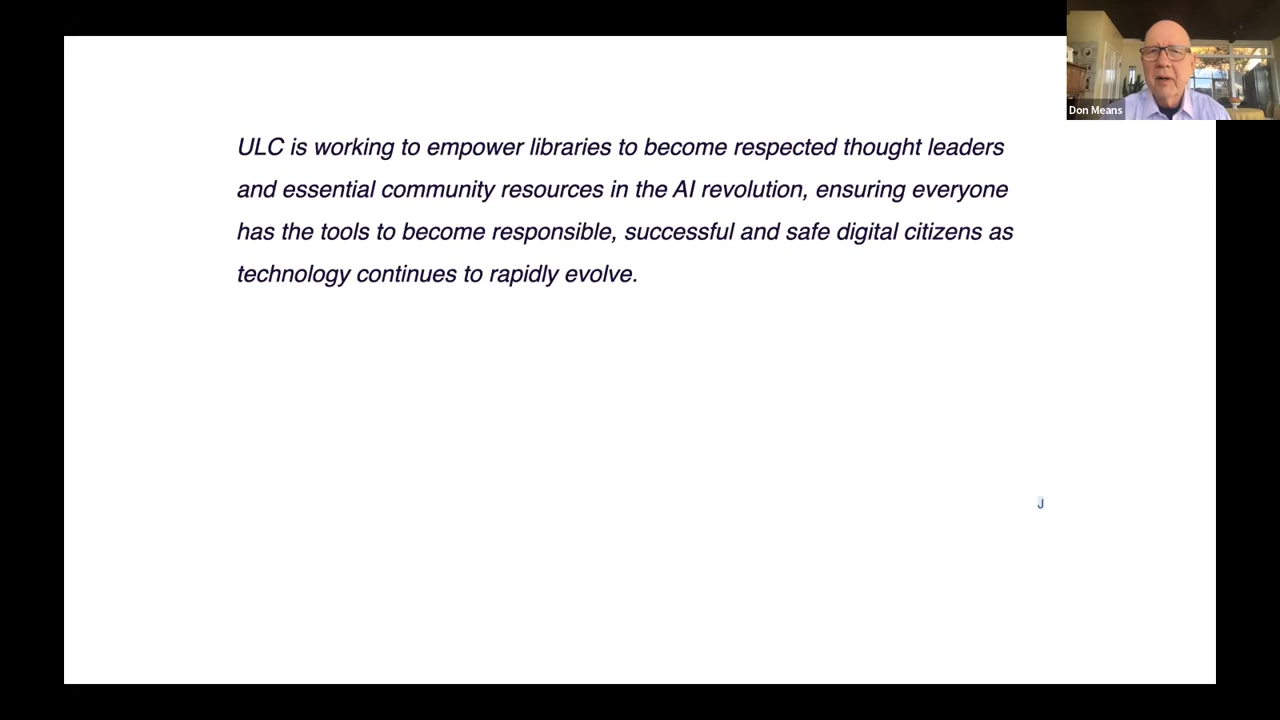 ULC is working to empower libraries to become respected thought leaders
and essential community resources in the AI revolution, ensuring everyone
has the tools to become responsible, successful and safe digital citizens as
technology continues to rapidly evolve.
J
Don Means